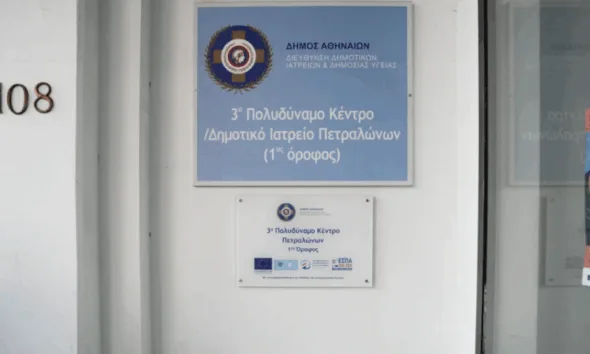 108
ΔΗΜΟΣ ΑΘΗΝΑΙΩΝ
ΔΙΕΥΘΥΝΣΗ ΔΗΜΟΤΙΚΩΝ
ΙΑΤΡΕΙΩΝ & ΔΗΜΟΣΙΑΣ ΥΓΕΙΑΣ
3ο Πολυδύναμο Κέντρο
/Δημοτικό Ιατρείο Πετραλώνων
(1ος όροφος)
3ο Πολυδύναμο Κέντρο
Πετραλώνων
1ος Όροφος
ΕΣΠΑ